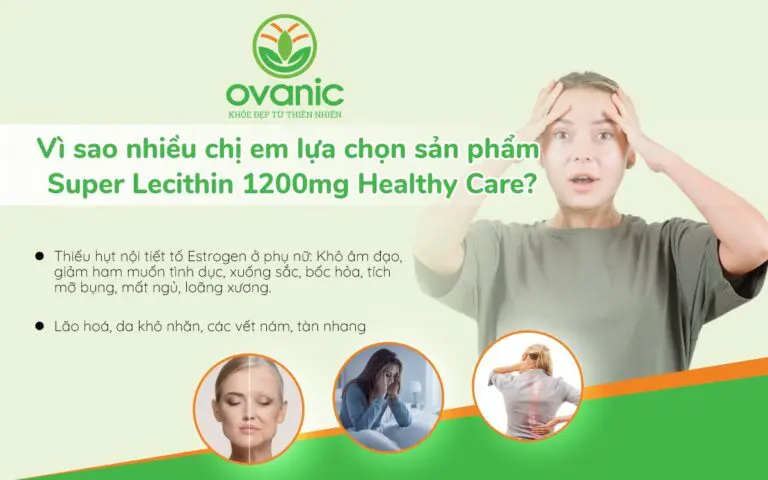 ovanic
KHỎE ĐẸP TỪ THIÊN NHIÊN
Vì sao nhiều chị em lựa chọn sản phẩm
Super Lecithin 1200mg Healthy Care?
Thiếu hụt nội tiết tố Estrogen ở phụ nữ: Khô âm đạo,
giảm ham muốn tình dục, xuống sắc, bốc hỏa, tích
mỡ bụng, mất ngủ, loãng xương.
Lão hoá, da khô nhăn, các vết nám, tàn nhang